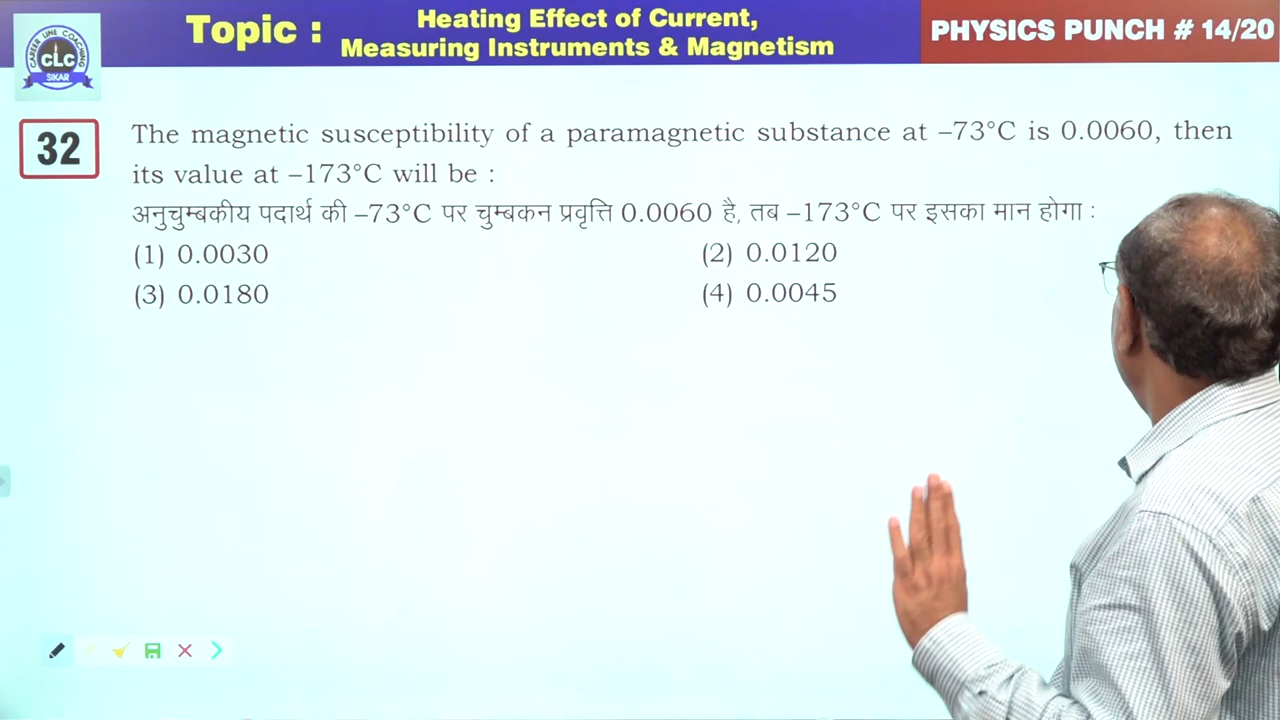 Topic :
Heating Effect of Current,
Measuring Instruments & Magnetism
PHYSICS PUNCH # 14/20
CAREER LINE COACHING
CLC
SIKAR
32
The magnetic susceptibility of a paramagnetic substance at –73°C is 0.0060, then
its value at –173°C will be :
अनुचुम्बकीय पदार्थ की –73°C पर चुम्बकन प्रवृत्ति 0.0060 है, तब –173°C पर इसका मान होगा :
(1) 0.0030
(2) 0.0120
(3) 0.0180
(4) 0.0045